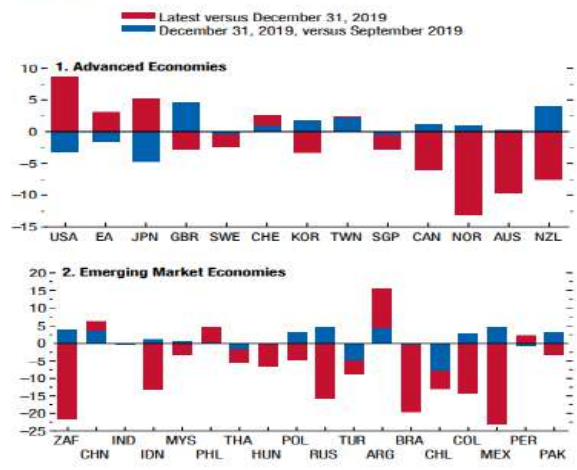 Latest versus December 31, 2019
December 31, 2019, versus September 2019
1. Advanced Economies
10
5
0
−5
−10
−15
USA EA JPN GBR SWE CHE KOR TWN SGP CAN NOR AUS NZL
2. Emerging Market Economies
20
15
10
5
0
−5
−10
−15
−20
−25
ZAF IND MYS THA POL TUR BRA COL PER
CHN IDN PHL HUN RUS ARG CHL MEX PAK